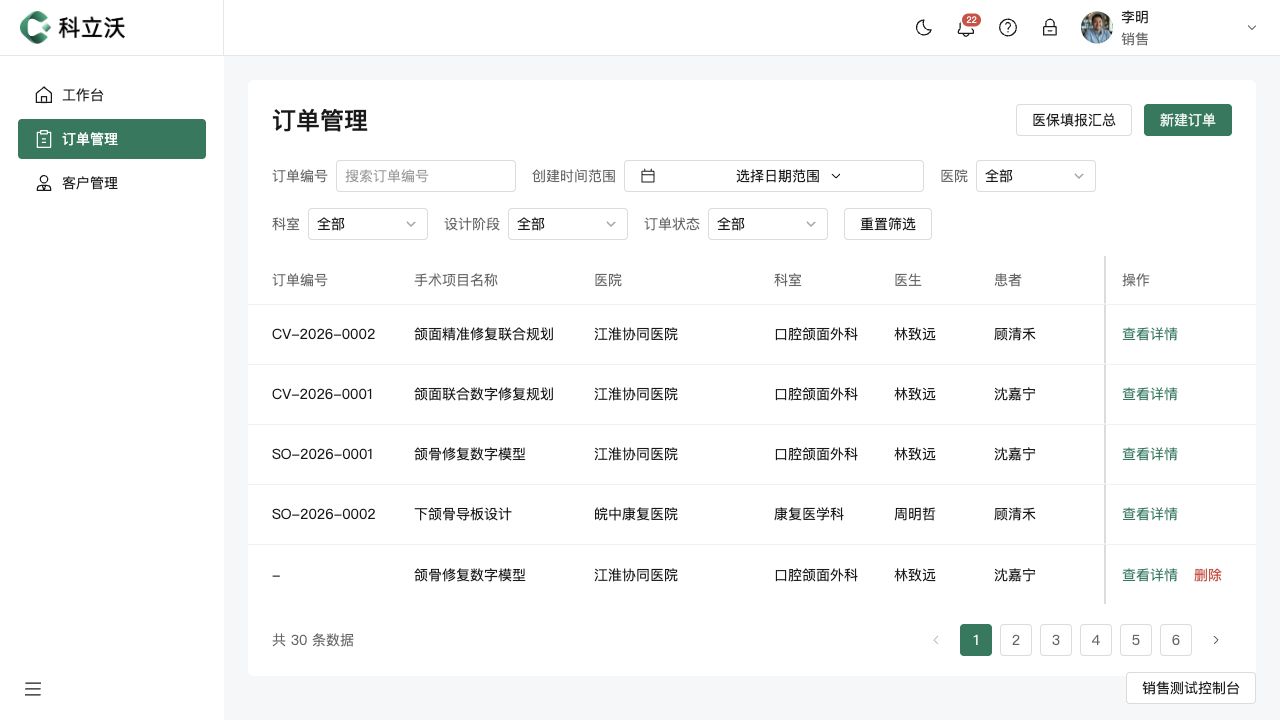 科立沃
22
李明
销售
工作台
订单管理
客户管理
订单管理
医保填报汇总
新建订单
订单编号 搜索订单编号 创建时间范围 选择日期范围 医院 全部
科室 全部 设计阶段 全部 订单状态 全部 重置筛选
订单编号 手术项目名称 医院 科室 医生 患者 操作
CV-2026-0002 颌面精准修复联合规划 江淮协同医院 口腔颌面外科 林致远 顾清禾 查看详情
CV-2026-0001 颌面联合数字修复规划 江淮协同医院 口腔颌面外科 林致远 沈嘉宁 查看详情
SO-2026-0001 颌骨修复数字模型 江淮协同医院 口腔颌面外科 林致远 沈嘉宁 查看详情
SO-2026-0002 下颌骨导板设计 皖中康复医院 康复医学科 周明哲 顾清禾 查看详情
- 颌骨修复数字模型 江淮协同医院 口腔颌面外科 林致远 沈嘉宁 查看详情 删除
共 30 条数据
1 2 3 4 5 6
销售测试控制台